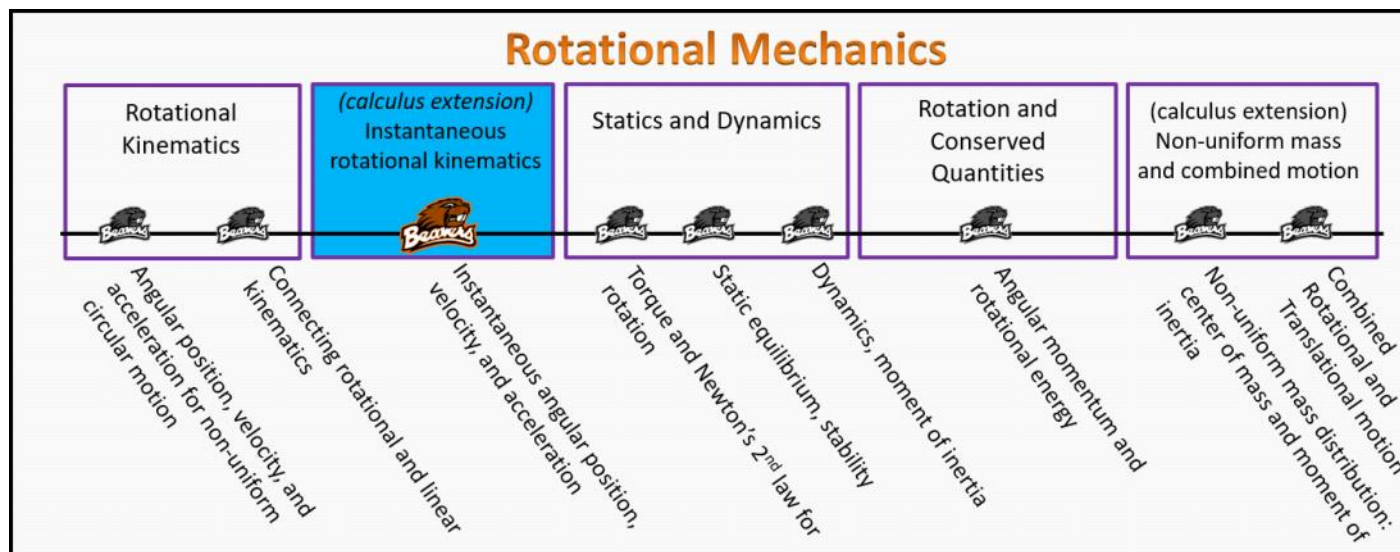 Rotational Mechanics
Rotational
Kinematics
(calculus extension)
Instantaneous
rotational kinematics
Statics and Dynamics
Rotation and
Conserved
Quantities
(calculus extension)
Non-uniform mass
and combined motion
Beavers
Beavers
Beavers
Beavers
Beavers
Beavers
Beavers
Beavers
Beavers
Angular position, velocity, and
acceleration for non-uniform
circular motion
Connecting rotational and linear
kinematics
Instantaneous angular position,
velocity, and acceleration
Torque and Newton's 2nd law for
rotation
Static equilibrium, stability
Dynamics, moment of inertia
Angular momentum and
rotational energy
Non-uniform mass distribution:
center of mass and moment of
inertia
Combined
Rotational and
Translational motion